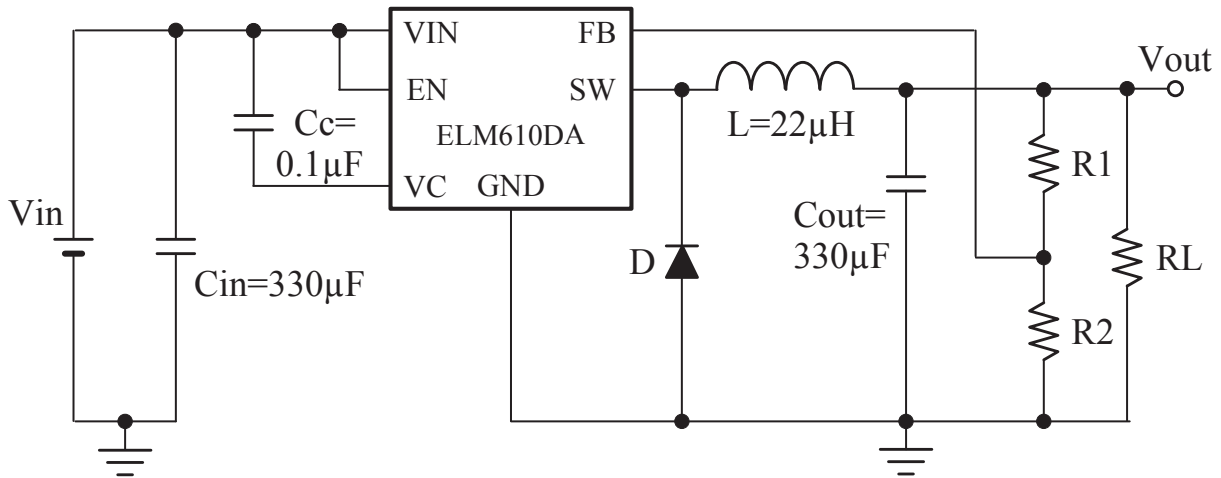 VIN
FB
EN
SW
ELM610DA
VC
GND
Cc=
0.1µF
Vin
Cin=330µF
D
L=22µH
Cout=
330µF
R1
R2
RL
Vout